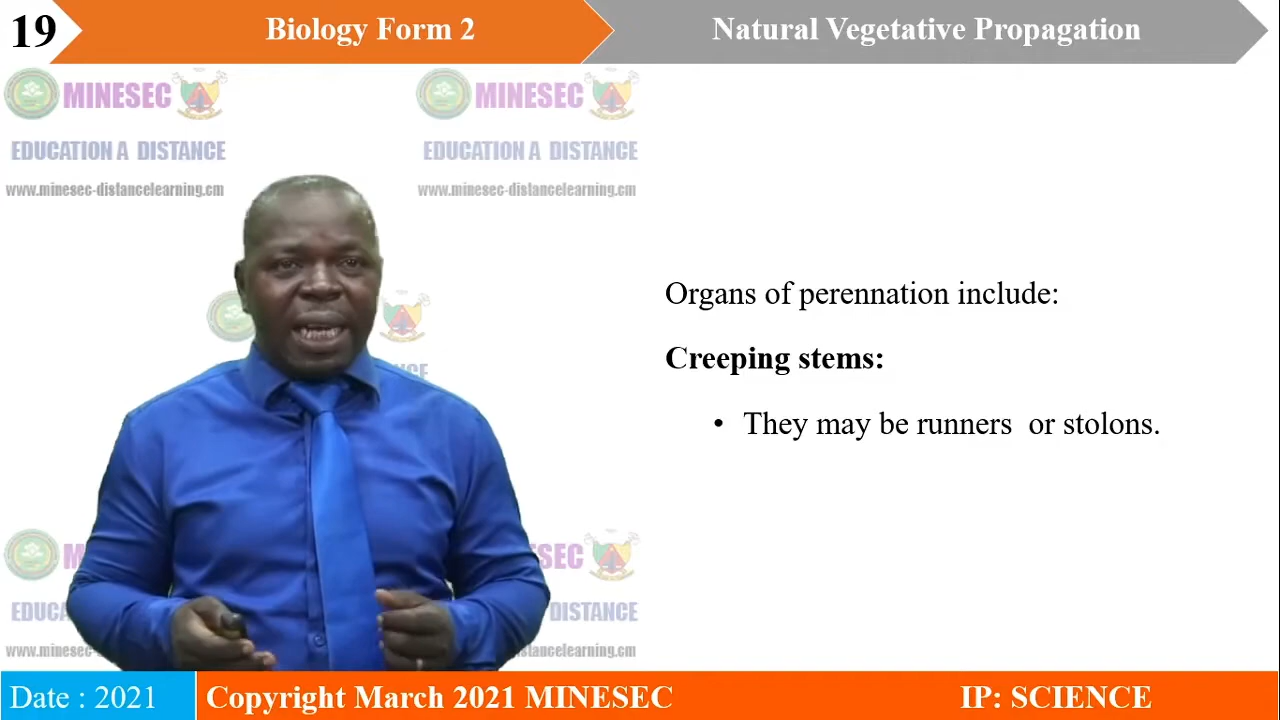 19
Biology Form 2
Natural Vegetative Propagation
MINESEC
MINESEC
EDUCATION A DISTANCE
EDUCATION A DISTANCE
www.minesec-distancelearning.cm
www.minesec-distancelearning.cm
Organs of perennation include:
Creeping stems:
• They may be runners or stolons.
DISTANCE
Date : 2021
Copyright March 2021 MINESEC
IP: SCIENCE